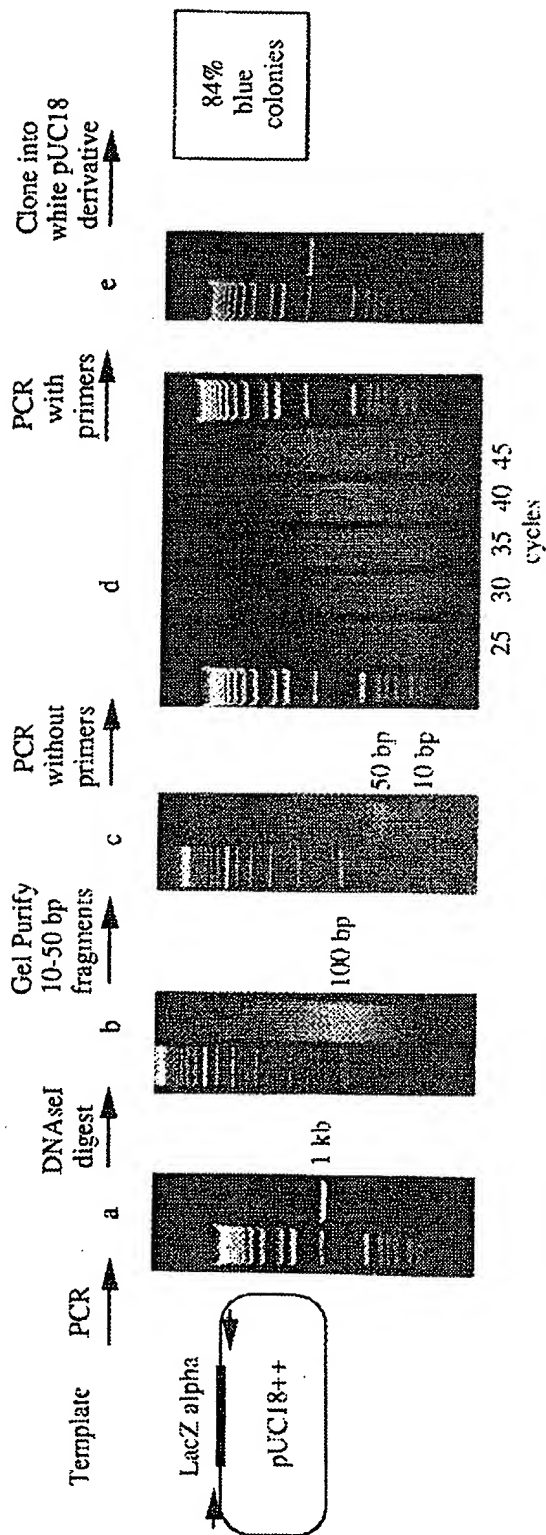 Template
PCR
a
DNAseI
digest
b
Gel Purify
10-50 bp
fragments
c
PCR
without
primers
d
PCR
with
primers
e
Clone into
white pUC18
derivative
LacZ alpha
pUC18++
1 kb
100 bp
50 bp
10 bp
25 30 35 40 45
cycles
84%
blue
colonies